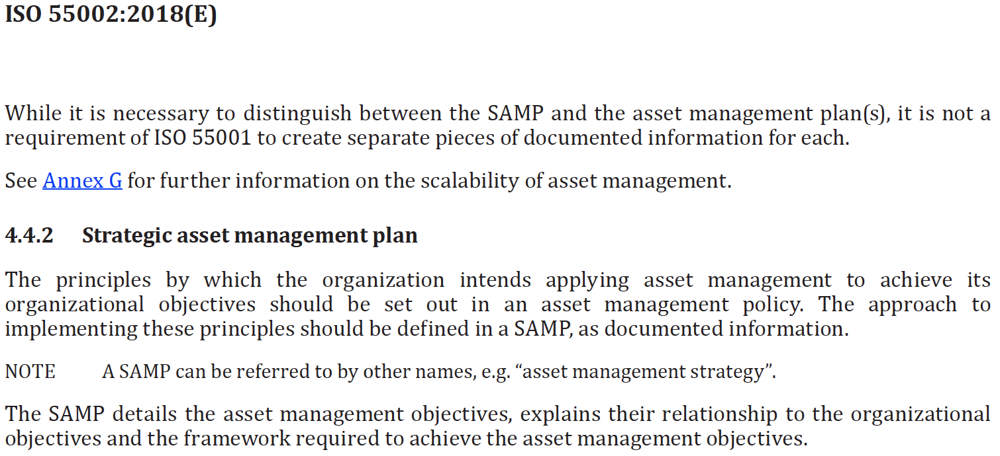 ISO 55002:2018(E)
While it is necessary to distinguish between the SAMP and the asset management plan(s), it is not a
requirement of ISO 55001 to create separate pieces of documented information for each.
See Annex G for further information on the scalability of asset management.
4.4.2 Strategic asset management plan
The principles by which the organization intends applying asset management to achieve its
organizational objectives should be set out in an asset management policy. The approach to
implementing these principles should be defined in a SAMP, as documented information.
NOTE A SAMP can be referred to by other names, e.g. “asset management strategy”.
The SAMP details the asset management objectives, explains their relationship to the organizational
objectives and the framework required to achieve the asset management objectives.